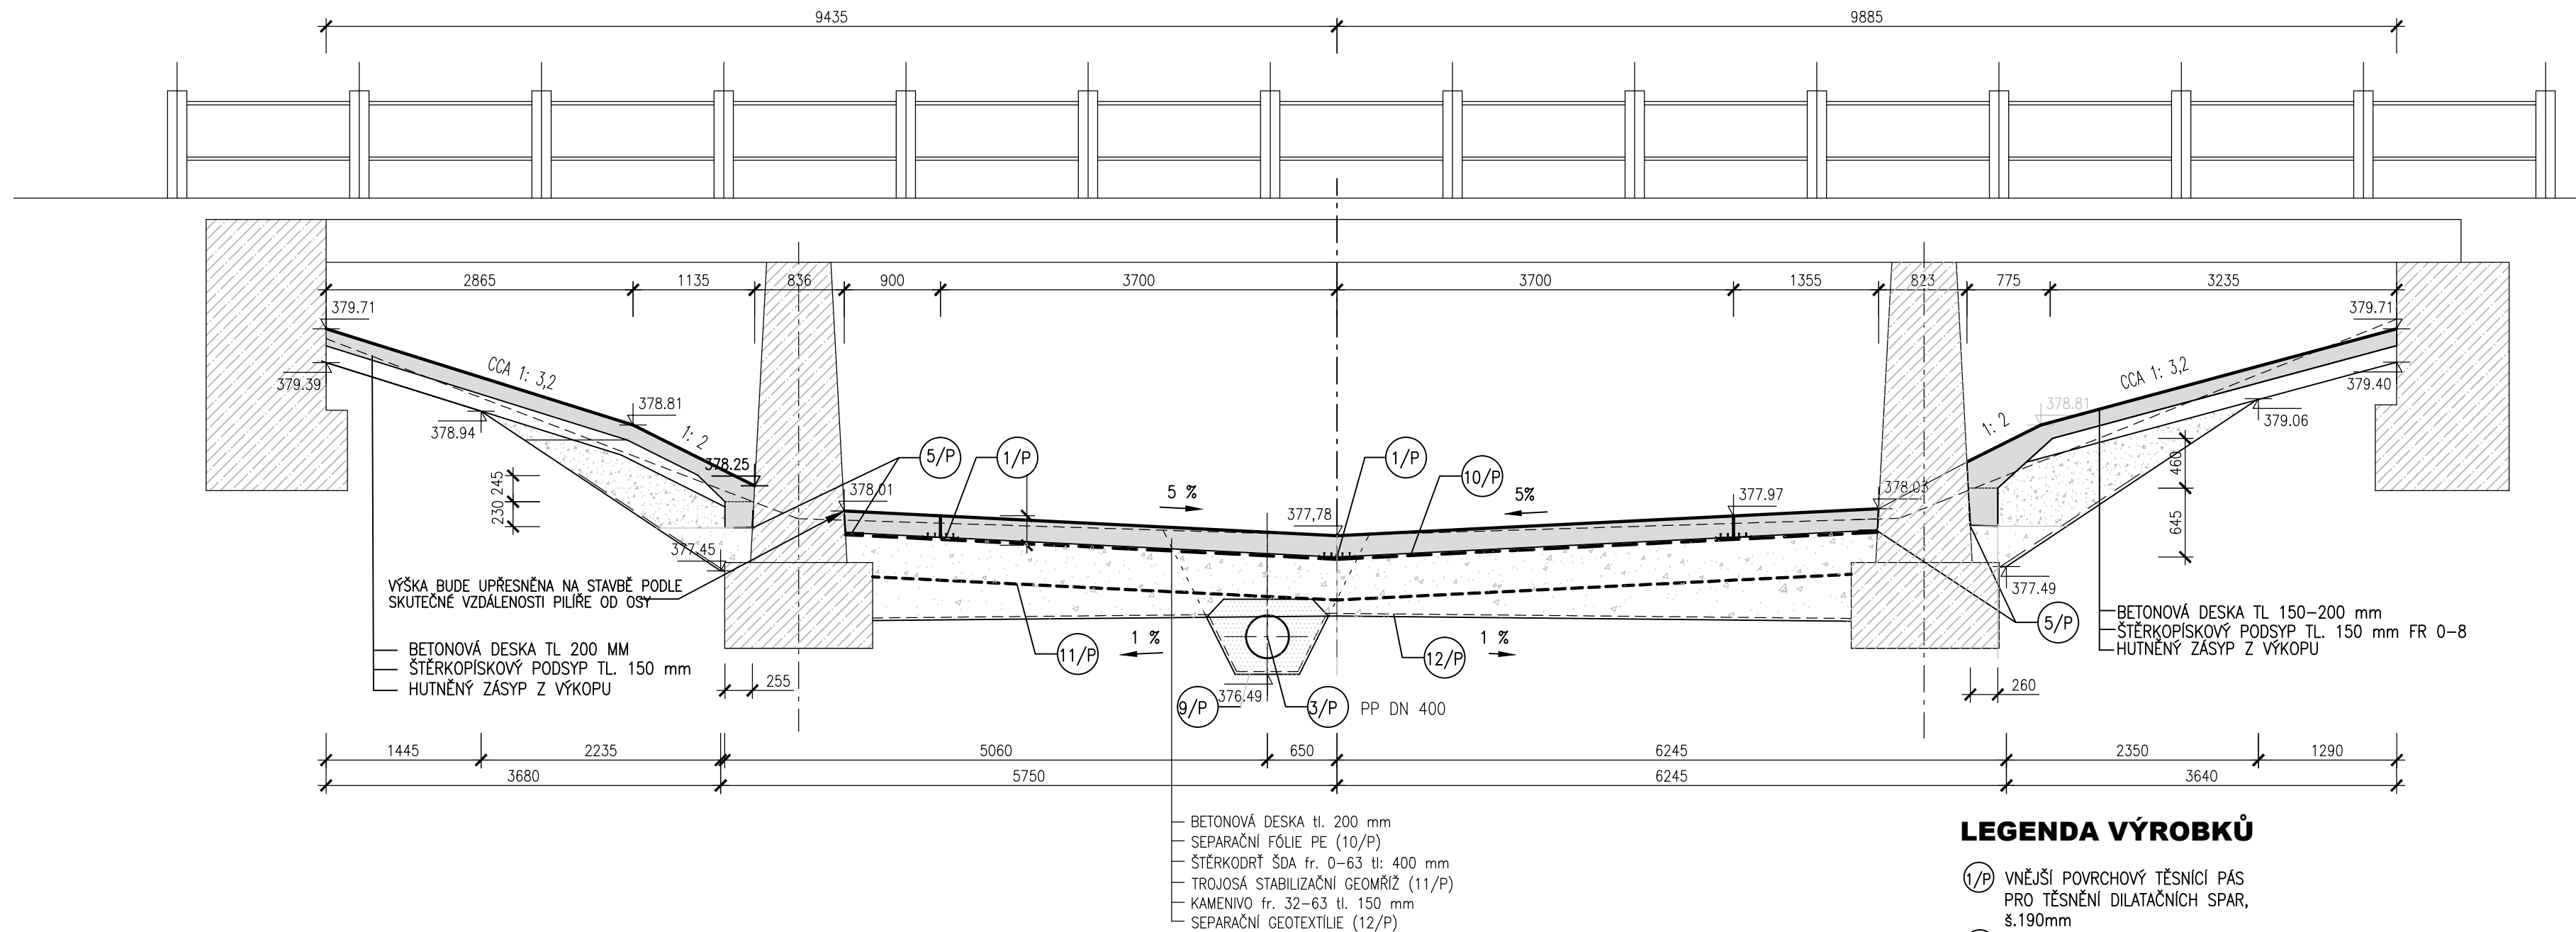 9435
9885
2865
1135
836
900
3700
3700
1355
823
775
3235
379.71
379.71
CCA 1: 3,2
CCA 1: 3,2
379.39
379.40
378.81
378.81
1: 2
1: 2
378.94
379.06
378.25
5/P
1/P
1/P
10/P
245
230
460
645
378.01
5 %
377,78
5%
377.97
378.03
377.45
377.49
VÝŠKA BUDE UPŘESNĚNA NA STAVBĚ PODLE
SKUTEČNÉ VZDÁLENOSTI PILÍŘE OD OSY
BETONOVÁ DESKA TL 200 MM
ŠTĚRKOPÍSKOVÝ PODSYP TL. 150 mm
HUTNĚNÝ ZÁSYP Z VÝKOPU
BETONOVÁ DESKA TL 150-200 mm
ŠTĚRKOPÍSKOVÝ PODSYP TL. 150 mm FR 0-8
HUTNĚNÝ ZÁSYP Z VÝKOPU
5/P
11/P
1 %
12/P
1 %
255
260
9/P
376.49
3/P
PP DN 400
1445
2235
5060
650
6245
2350
1290
3680
5750
6245
3640
BETONOVÁ DESKA tl. 200 mm
SEPARAČNÍ FÓLIE PE (10/P)
ŠTĚRKODRŤ ŠDA fr. 0-63 tl: 400 mm
TROJOSÁ STABILIZAČNÍ GEOMŘÍŽ (11/P)
KAMENIVO fr. 32-63 tl. 150 mm
SEPARAČNÍ GEOTEXTÍLIE (12/P)
LEGENDA VÝROBKŮ
1/P VNĚJŠÍ POVRCHOVÝ TĚSNÍCÍ PÁS
PRO TĚSNĚNÍ DILATAČNÍCH SPAR,
š.190mm